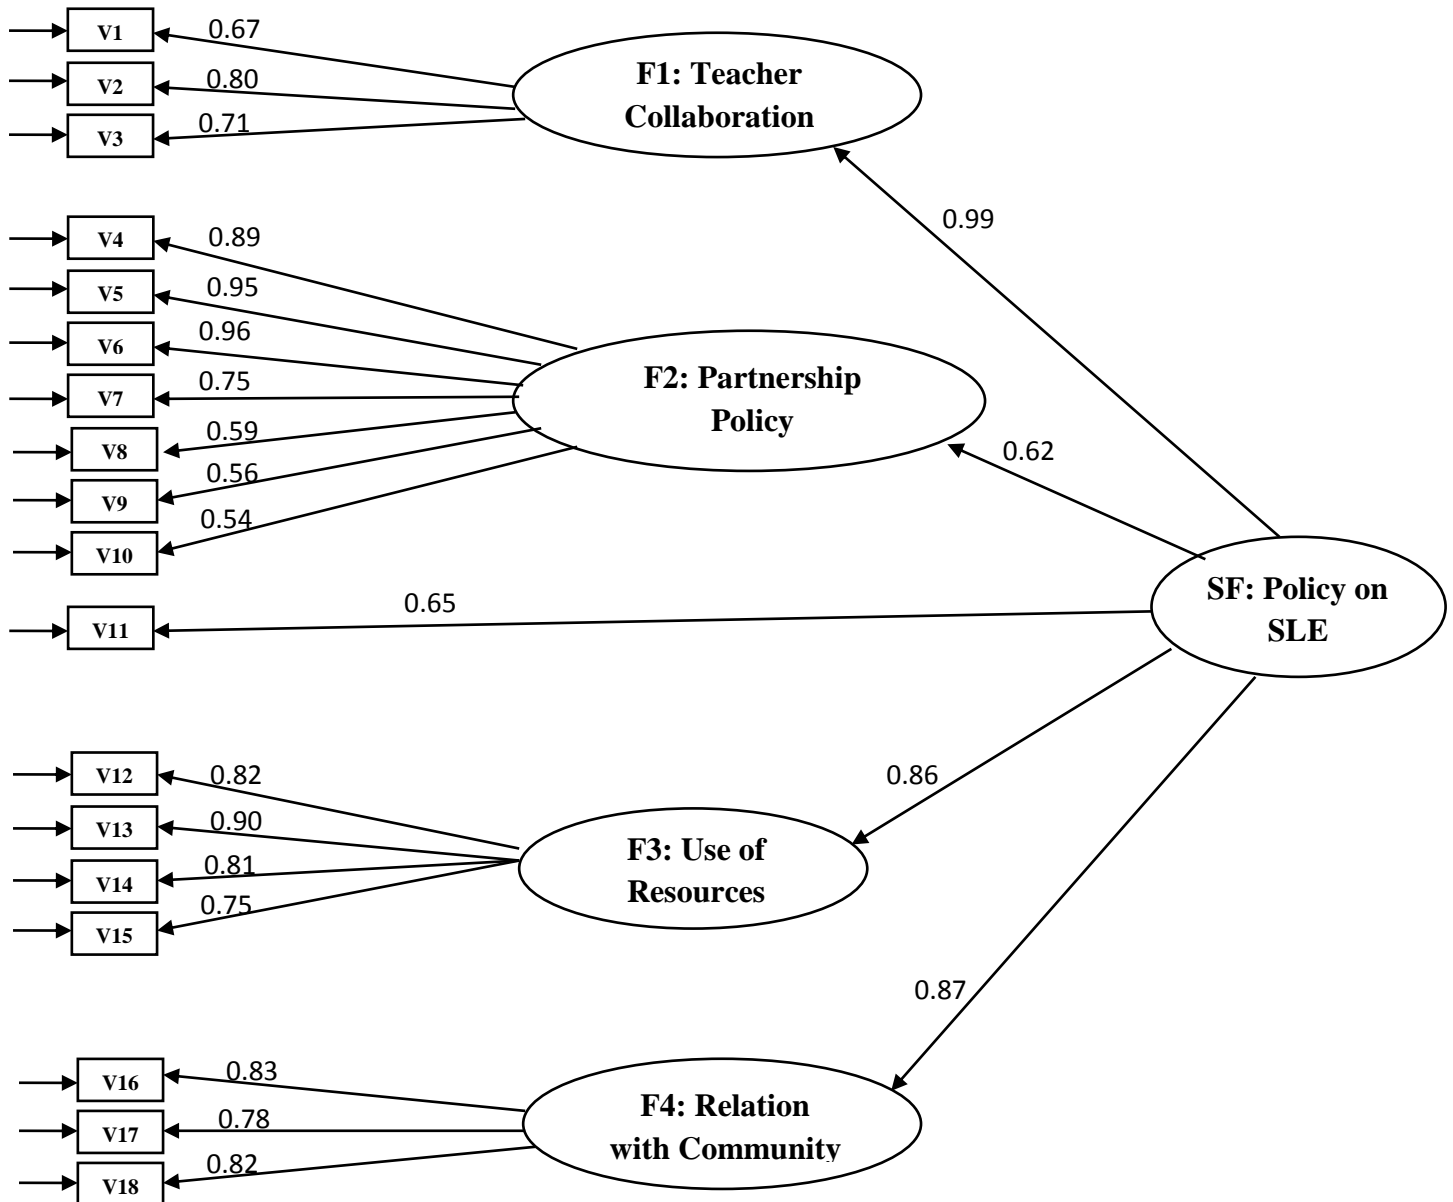 V1
0.67
V2
0.80
V3
0.71
F1: Teacher
Collaboration
0.99
V4
0.89
V5
0.95
V6
0.96
V7
0.75
V8
0.59
V9
0.56
V10
0.54
F2: Partnership
Policy
0.62
V11
0.65
SF: Policy on
SLE
V12
0.82
V13
0.90
V14
0.81
V15
0.75
F3: Use of
Resources
0.86
V16
0.83
V17
0.78
V18
0.82
F4: Relation
with Community
0.87